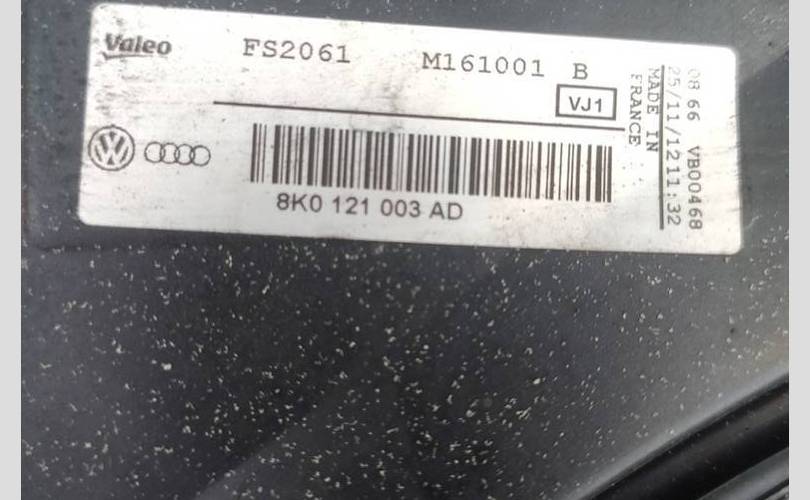 Valeo
FS2061
M161001 B
VJ1
8K0 121 003 AD
MADE IN
FRANCE
08 66 VB00468
25/11/12 11:32